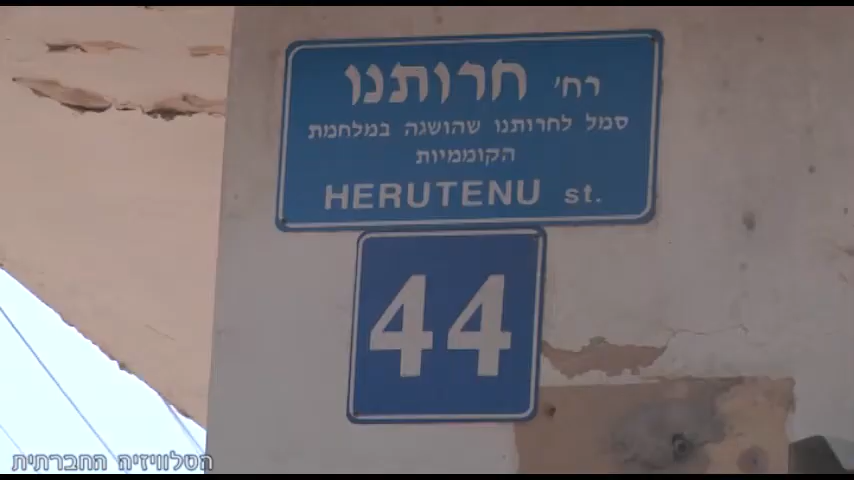 רח' חרותנו
סמל לחרותנו שהושגה במלחמת
הקוממיות
HERUTENU st.
44
הטלוויזיה החברתית